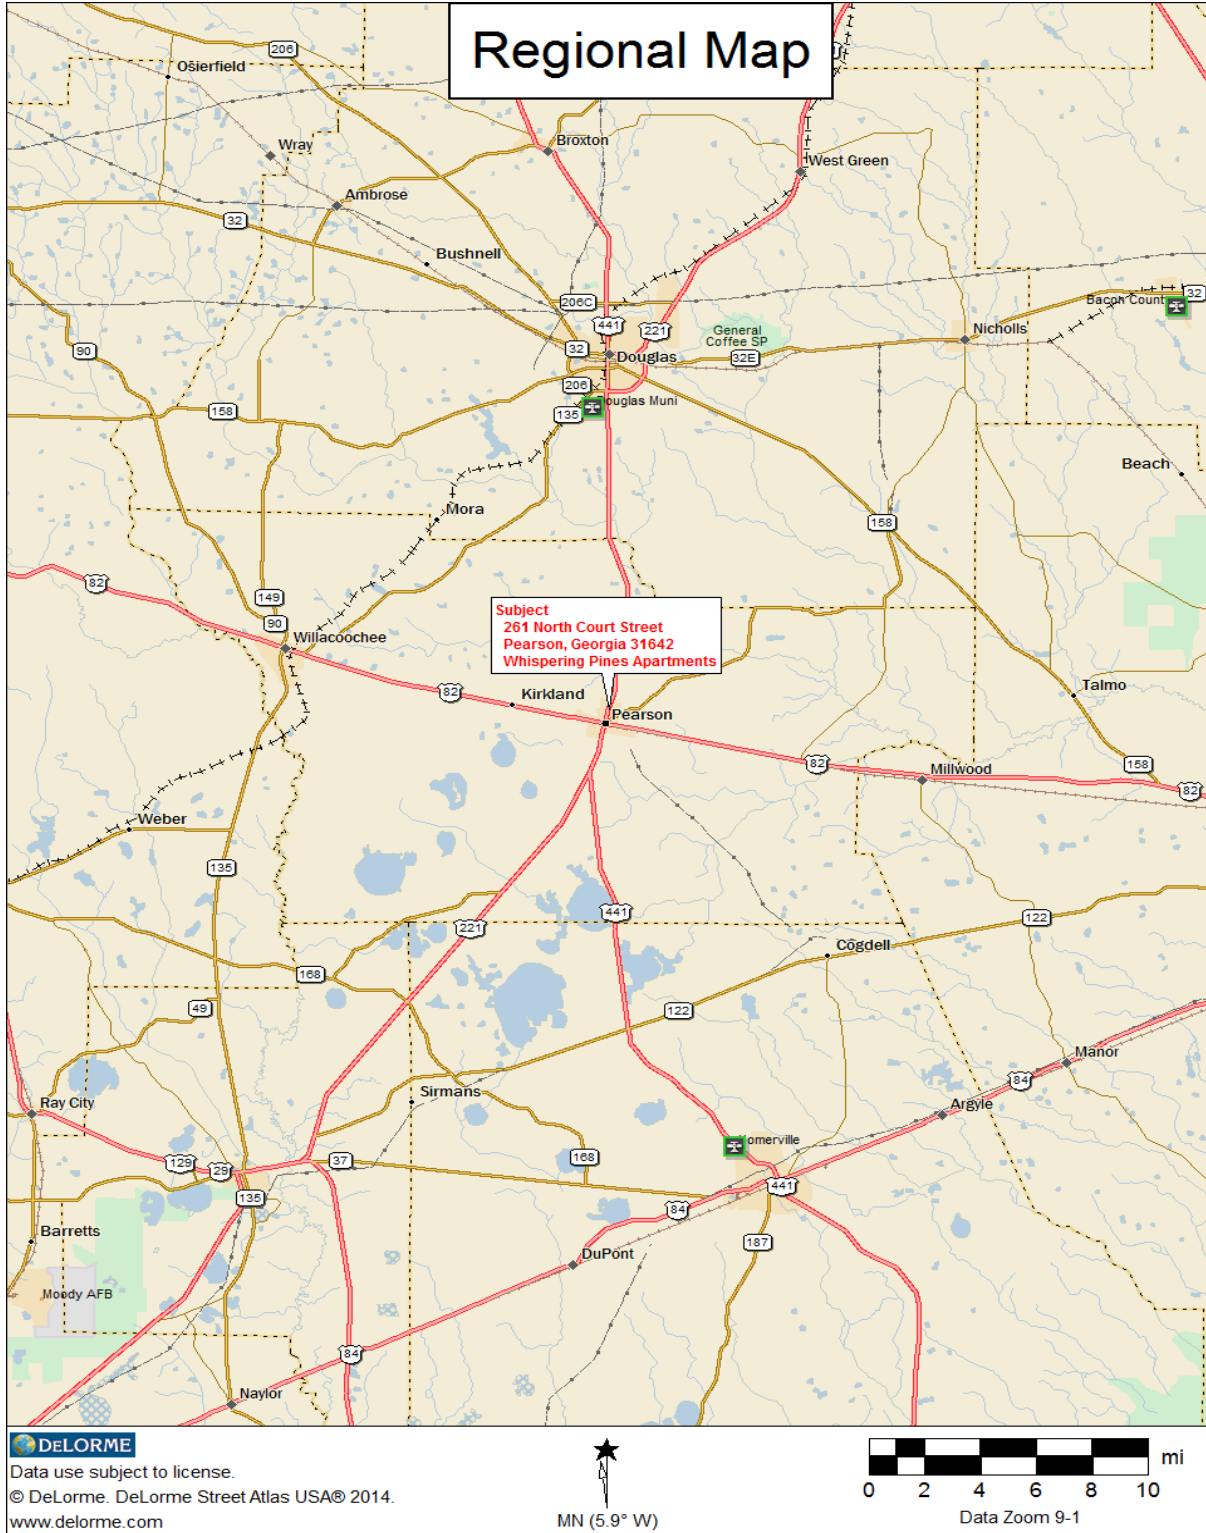 Regional Map
206
Osierfield
Wray
Broxton
West Green
Ambrose
32
Bushnell
206C
32
Bacon Count
441
221
General
Coffee SP
Nicholls
90
32
Douglas
32E
206
158
135
Douglas Muni
Beach
Mora
158
82
149
90
Willacoochee
Subject
261 North Court Street
Pearson, Georgia 31642
Whispering Pines Apartments
82
Kirkland
Pearson
Talmo
82
Millwood
158
82
Weber
135
441
122
221
Cogdell
168
49
122
Manor
84
Sirmans
Ray City
Argyle
omerville
129
29
37
168
135
441
84
Barretts
187
DuPont
Moody AFB
84
Naylor
DELORME
Data use subject to license.
© DeLorme. DeLorme Street Atlas USA® 2014.
www.delorme.com
MN (5.9° W)
mi
0 2 4 6 8 10
Data Zoom 9-1